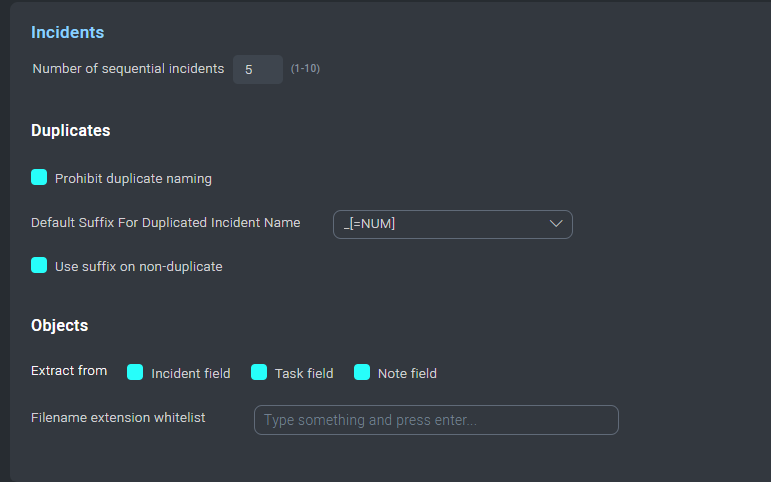 Incidents
Number of sequential incidents 5 (1-10)
Duplicates
Prohibit duplicate naming
Default Suffix For Duplicated Incident Name _[=NUM]
Use suffix on non-duplicate
Objects
Extract from Incident field Task field Note field
Filename extension whitelist Type something and press enter...